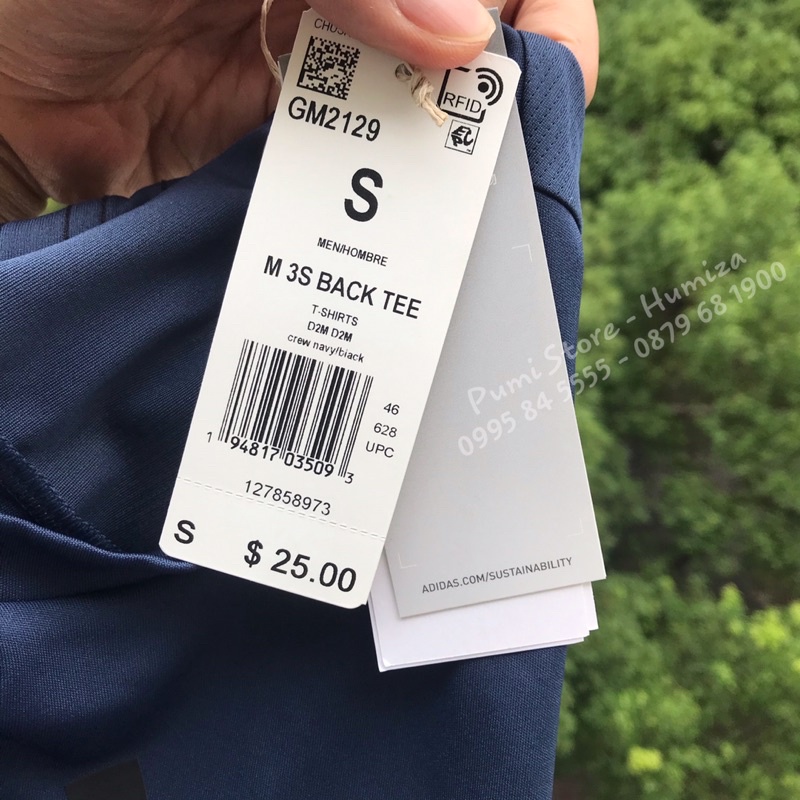 RFID
GM2129
S
MEN/HOMBRE
M 3S BACK TEE
T-SHIRTS
D2M D2M
crew navy/black
46
628
UPC
1 94817 03509 3
127858973
S $ 25.00
ADIDAS.COM/SUSTAINABILITY
Pumi Store - Humiza
0995 84 5555 - 0879 68 1900